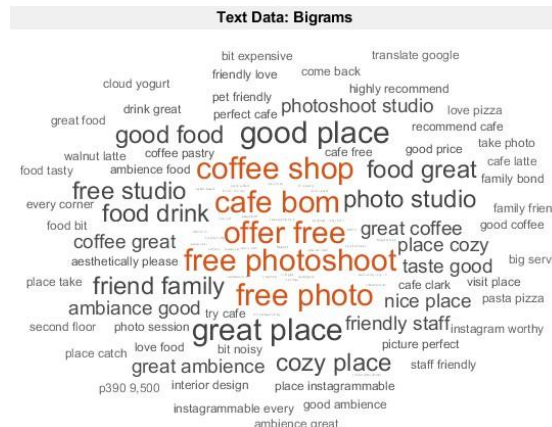 Text Data: Bigrams
bit expensive
translate google
cloud yogurt
friendly love
come back
pet friendly
highly recommend
drink great
perfect cafe
photoshoot studio
love pizza
great food
good food
good place
recommend cafe
walnut latte
coffee pastry
cafe free
good price
take photo
food tasty
ambience food
coffee shop
food great
cafe latte
family bond
free studio
cafe bom
photo studio
every corner
food drink
family frien
food bit
offer free
great coffee
good coffee
coffee great
place cozy
aesthetically please
free photoshoot
taste good
big serv
place take
friend family
free photo
cafe clark
visit place
nice place
pasta pizza
ambiance good
try cafe
second floor
photo session
great place
friendly staff
instagram worthy
place catch
love food
bit noisy
picture perfect
great ambience
cozy place
staff friendly
p390 9,500
interior design
place instagrammable
instagrammable every
good ambience
ambience great